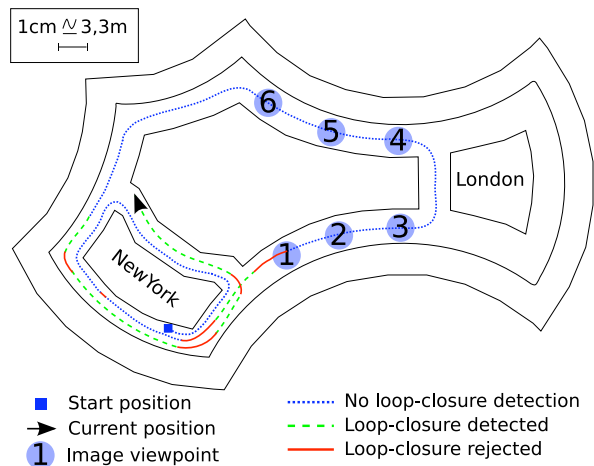 1cm ≃ 3,3m
6
5
4
London
3
2
1
NewYork
Start position
Current position
1 Image viewpoint
No loop-closure detection
Loop-closure detected
Loop-closure rejected